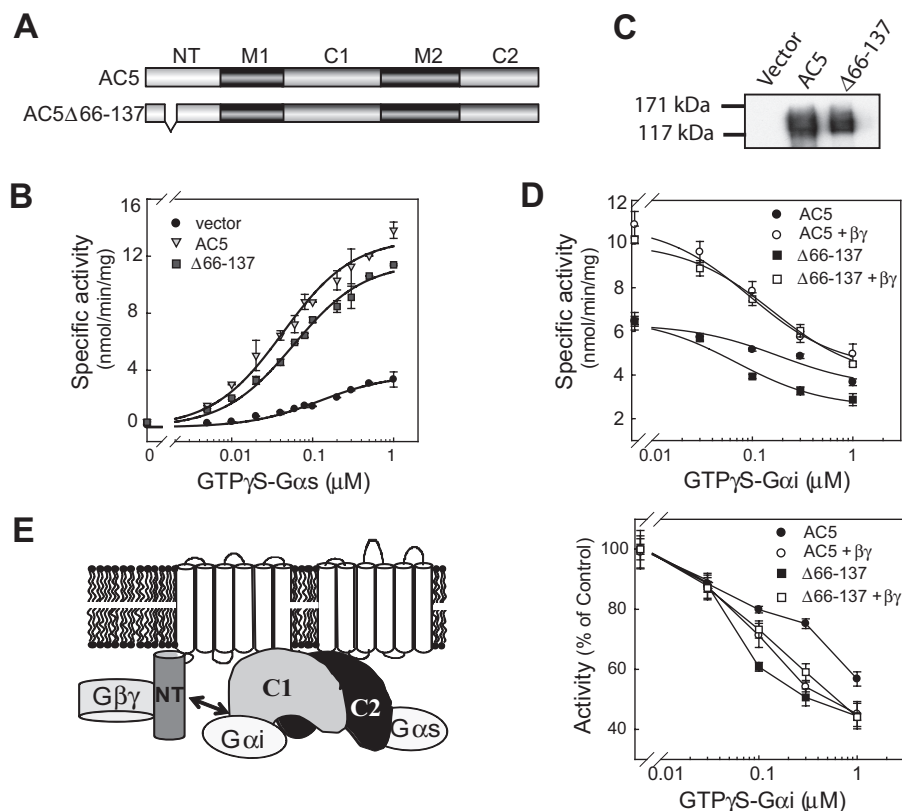 A
NT M1 C1 M2 C2
AC5
AC5Δ66-137
C
Vector AC5 Δ66-137
171 kDa
117 kDa
B
Specific activity
(nmol/min/mg)
16
12
8
4
0
vector
AC5
Δ66-137
0 0.01 0.1 1
GTPγS-Gαs (μM)
D
Specific activity
(nmol/min/mg)
12
10
8
6
4
2
AC5
AC5 + βγ
Δ66-137
Δ66-137 + βγ
0.01 0.1 1
GTPγS-Gαi (μM)
E
Gβγ
NT
C1
C2
Gαi
Gαs
Activity (% of Control)
100
80
60
40
AC5
AC5 + βγ
Δ66-137
Δ66-137 + βγ
0.01 0.1 1
GTPγS-Gαi (μM)